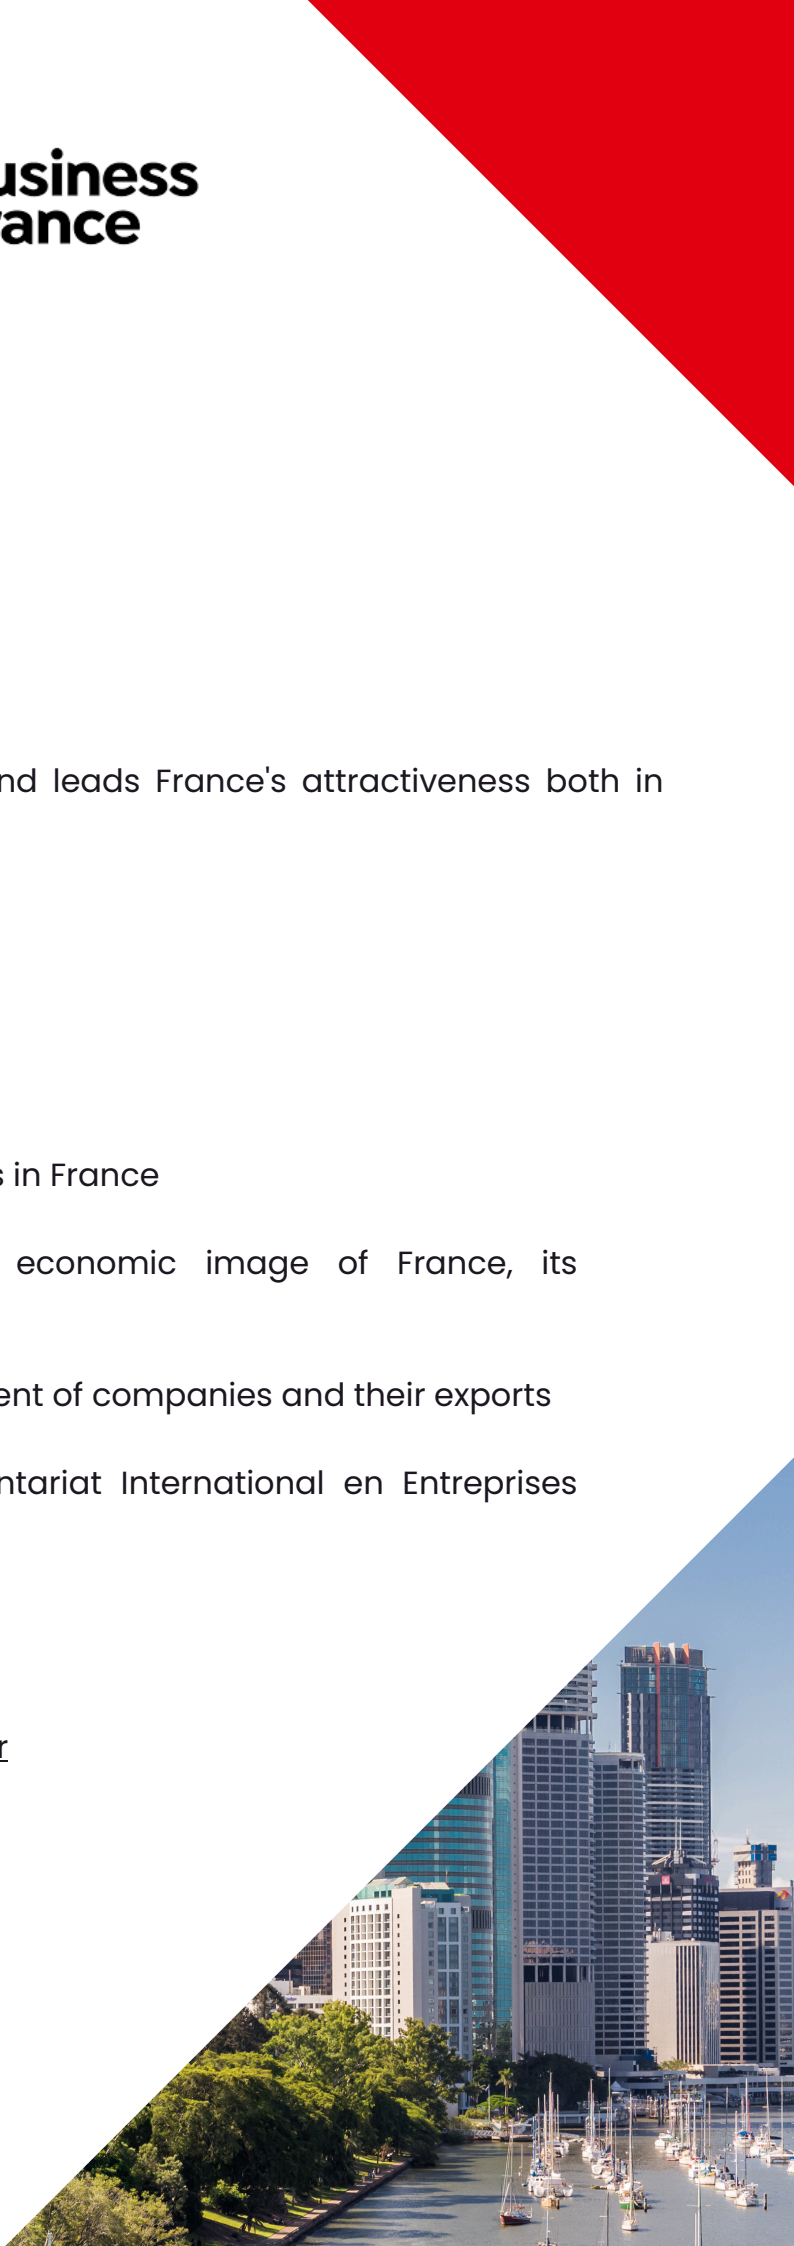 usiness
rance
nd leads France's attractiveness both in
s in France
economic image of France, its
ent of companies and their exports
ntariat International en Entreprises
r